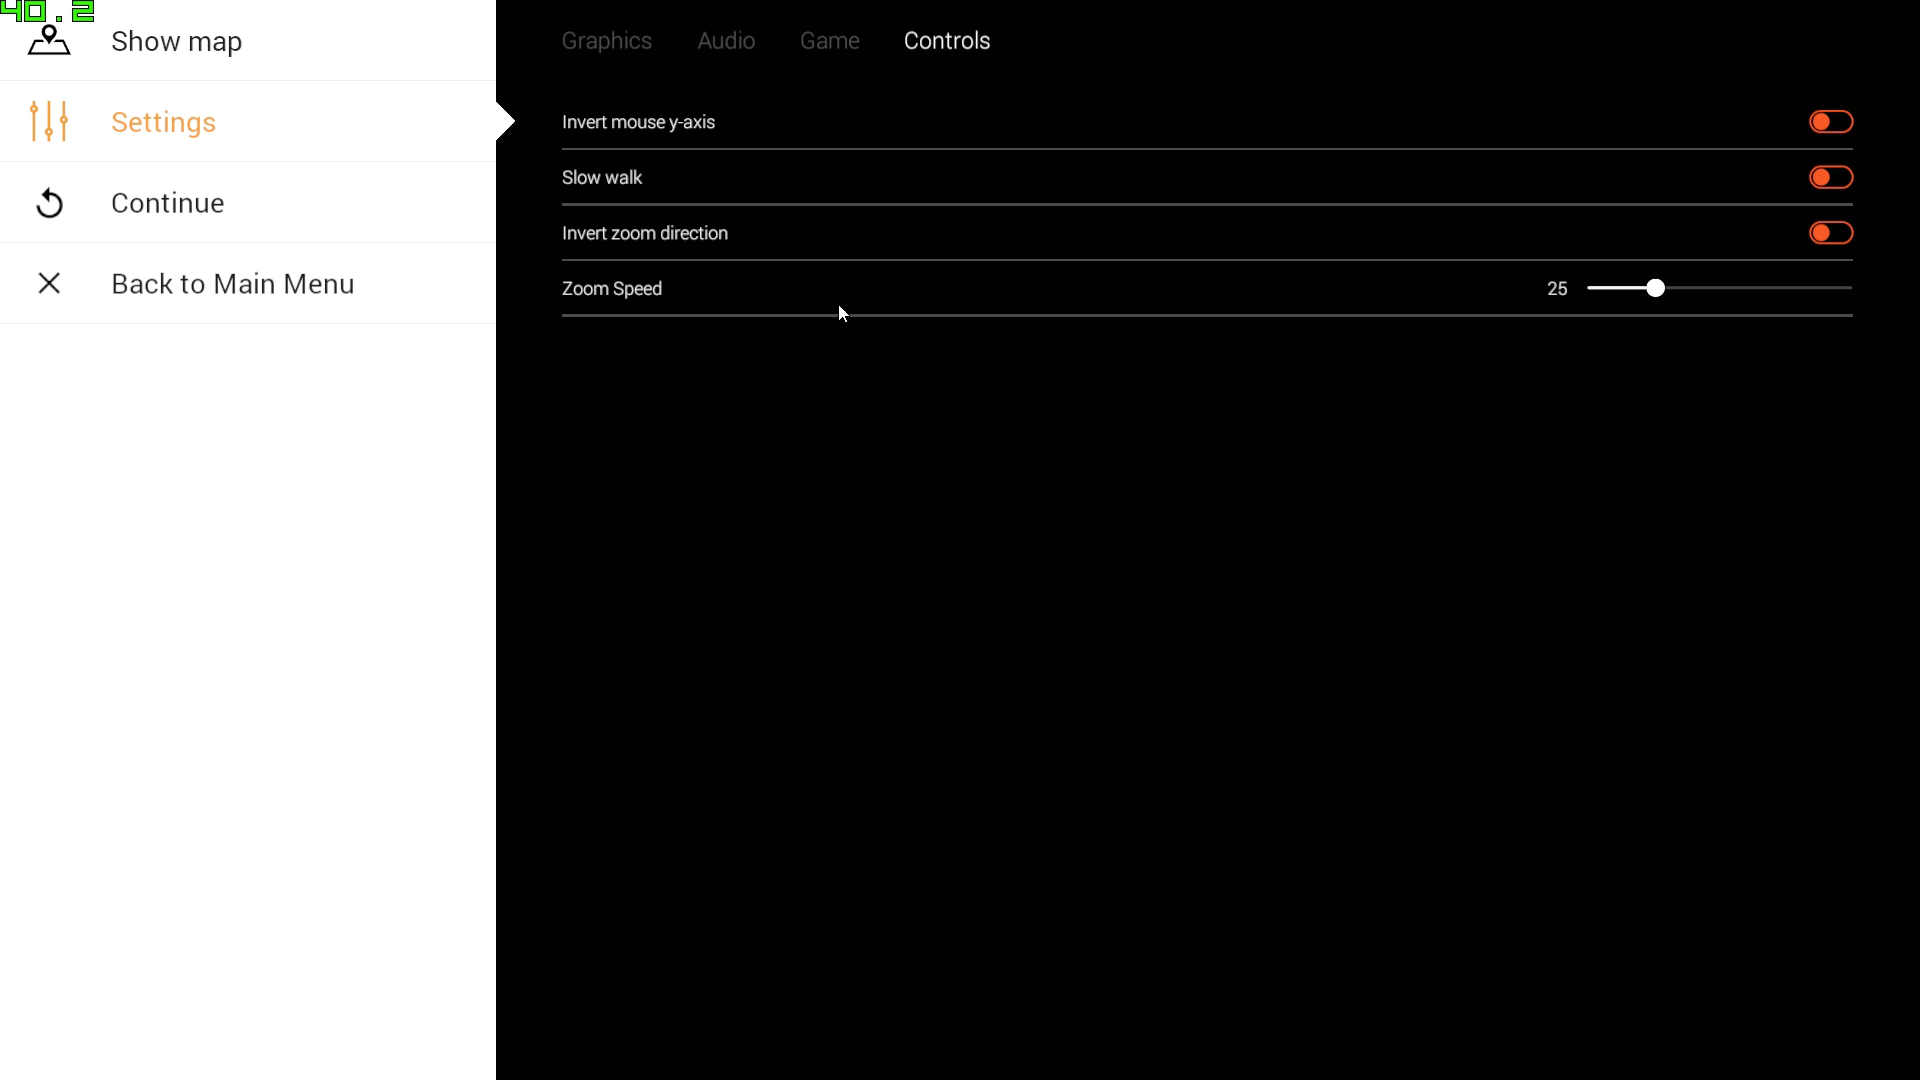 40.2
Show map
Settings
Continue
Back to Main Menu
Graphics Audio Game Controls
Invert mouse y-axis
Slow walk
Invert zoom direction
Zoom Speed 25